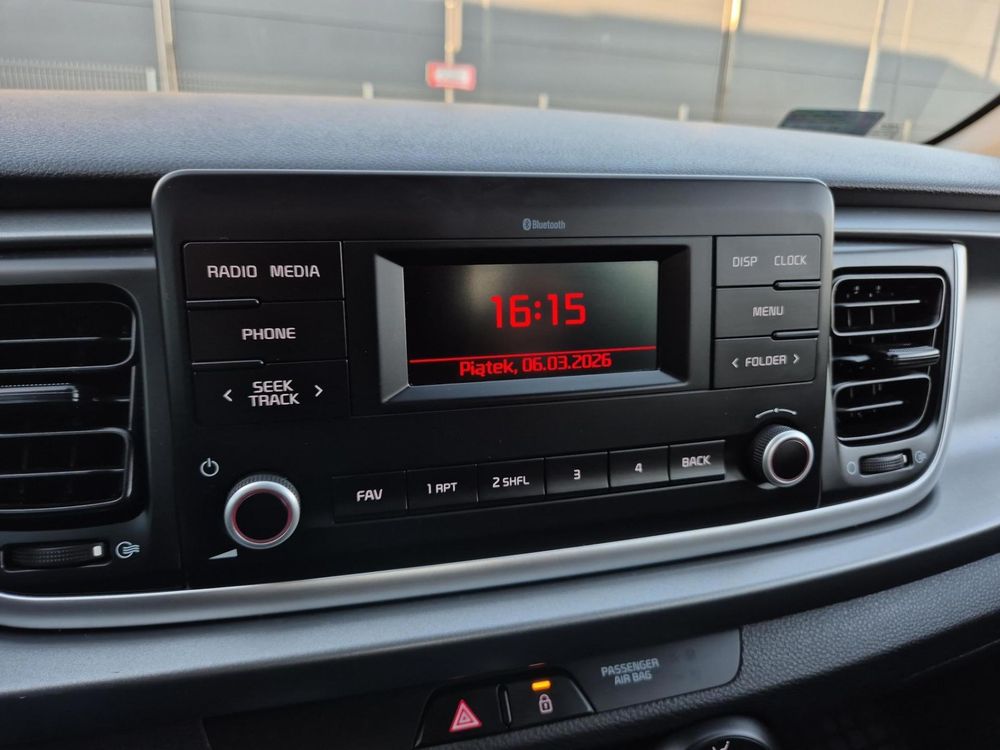 Bluetooth
RADIO MEDIA
PHONE
< SEEK TRACK >
16:15
Piątek, 06.03.2026
DISP CLOCK
MENU
< FOLDER >
FAV
1 RPT
2 SHFL
3
4
BACK
PASSENGER
AIR BAG